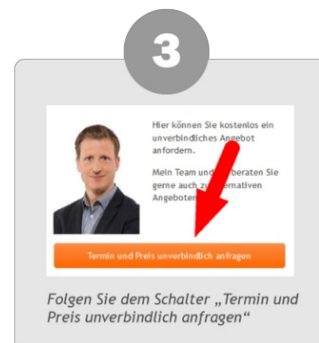 3
Hier können Sie kostenlos ein
unverbindliches Angebot
anfordern.
Mein Team und beraten Sie
gerne auch zu
Angeboten
Termin und Preis unverbindlich anfragen
Folgen Sie dem Schalter „Termin und
Preis unverbindlich anfragen“